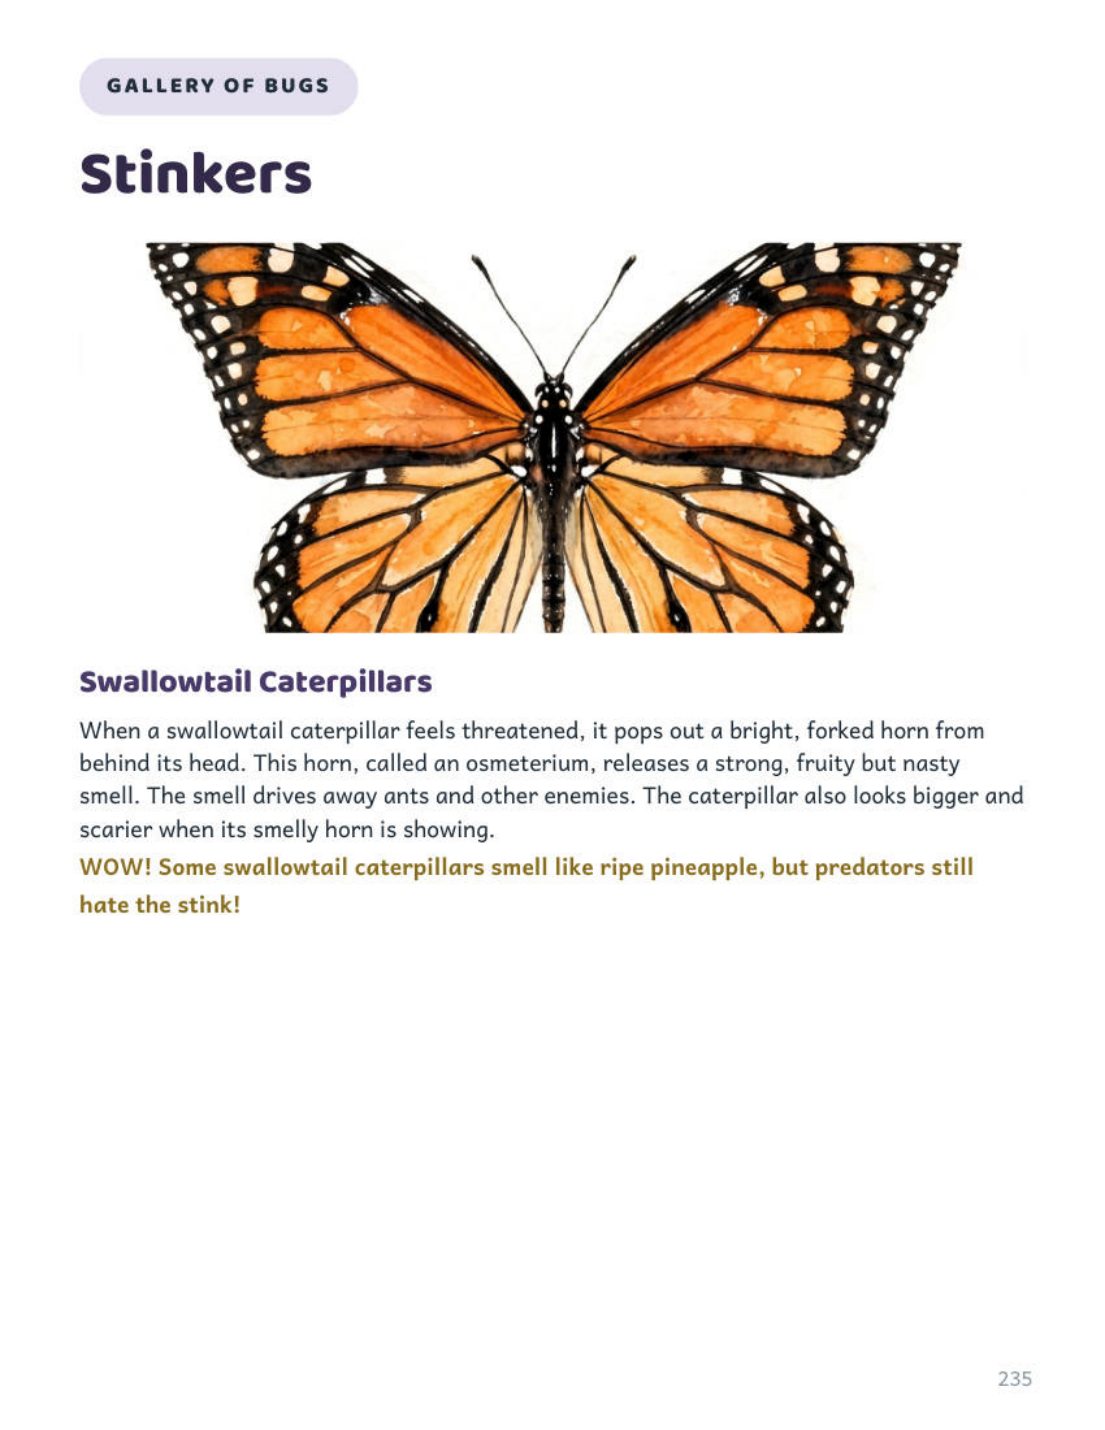 GALLERY OF BUGS
Stinkers
Swallowtail Caterpillars
When a swallowtail caterpillar feels threatened, it pops out a bright, forked horn from
behind its head. This horn, called an osmeterium, releases a strong, fruity but nasty
smell. The smell drives away ants and other enemies. The caterpillar also looks bigger and
scarier when its smelly horn is showing.
WOW! Some swallowtail caterpillars smell like ripe pineapple, but predators still
hate the stink!
235